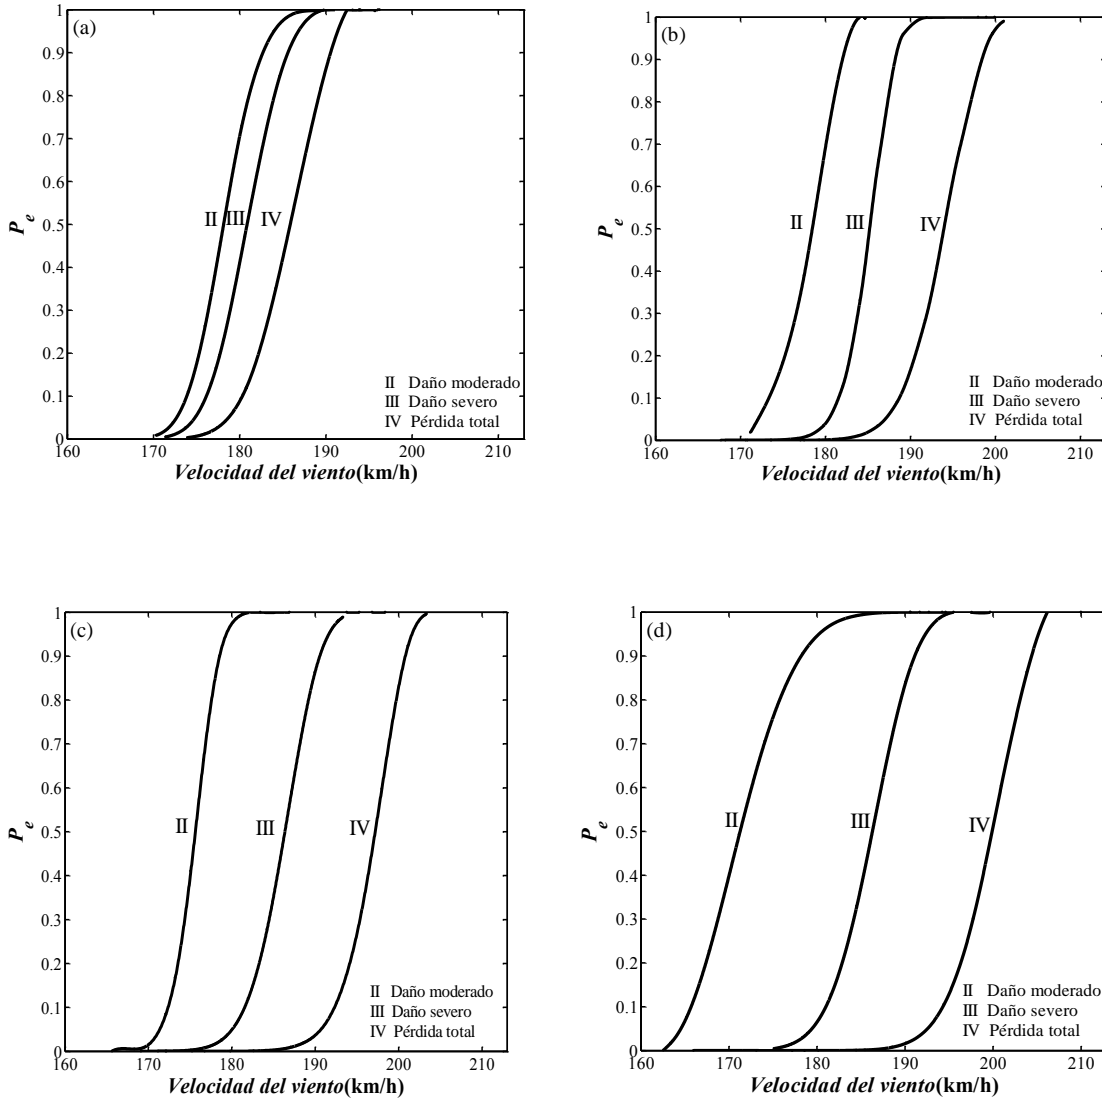 (a)
1
0.9
0.8
0.7
0.6
0.5
0.4
0.3
0.2
0.1
0
P_e
II III IV
II Daño moderado
III Daño severo
IV Pérdida total
160 170 180 190 200 210
Velocidad del viento(km/h)
(b)
1
0.9
0.8
0.7
0.6
0.5
0.4
0.3
0.2
0.1
0
P_e
II III IV
II Daño moderado
III Daño severo
IV Pérdida total
160 170 180 190 200 210
Velocidad del viento(km/h)
(c)
1
0.9
0.8
0.7
0.6
0.5
0.4
0.3
0.2
0.1
0
P_e
II III IV
II Daño moderado
III Daño severo
IV Pérdida total
160 170 180 190 200 210
Velocidad del viento(km/h)
(d)
1
0.9
0.8
0.7
0.6
0.5
0.4
0.3
0.2
0.1
0
P_e
II III IV
II Daño moderado
III Daño severo
IV Pérdida total
160 170 180 190 200 210
Velocidad del viento(km/h)